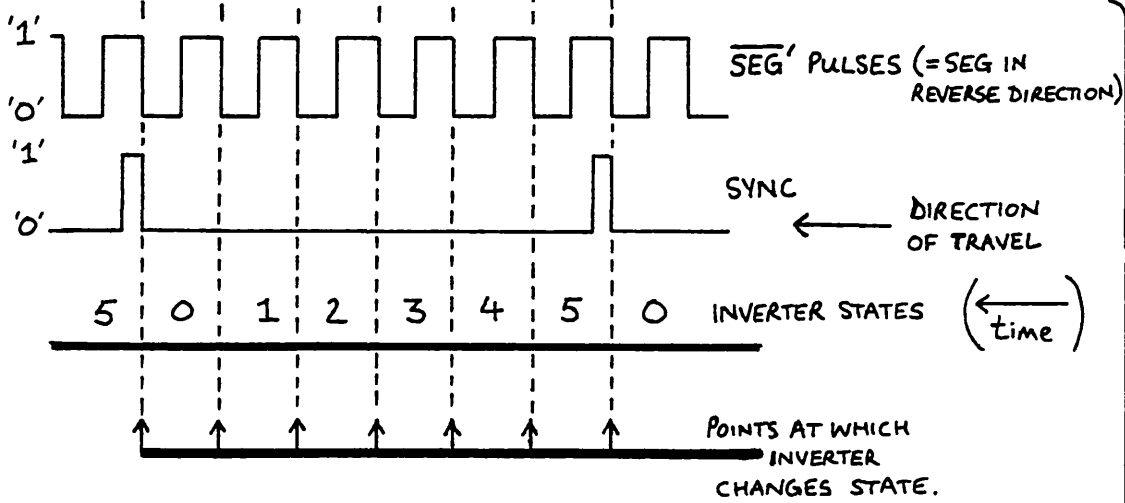 '1'
SEG' PULSES (=SEG IN
REVERSE DIRECTION)
'0'
'1'
SYNC
'0'
DIRECTION
OF TRAVEL
5 0 1 2 3 4 5 0 INVERTER STATES
(time)
POINTS AT WHICH
INVERTER
CHANGES STATE.